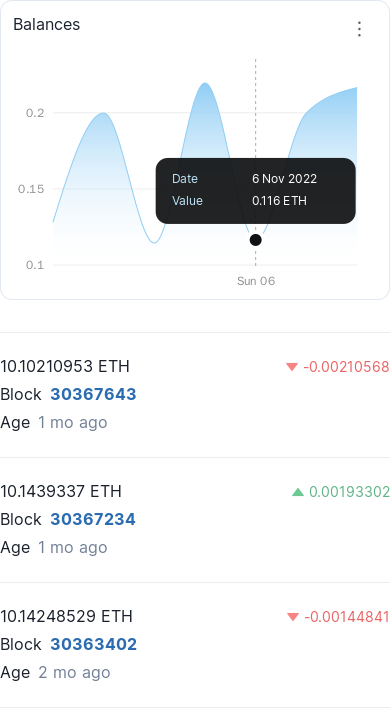 Balances
0.2
Date 6 Nov 2022
0.15
Value 0.116 ETH
0.1
Sun 06
10.10210953 ETH -0.00210568
Block 30367643
Age 1 mo ago
10.1439337 ETH 0.00193302
Block 30367234
Age 1 mo ago
10.14248529 ETH -0.00144841
Block 30363402
Age 2 mo ago